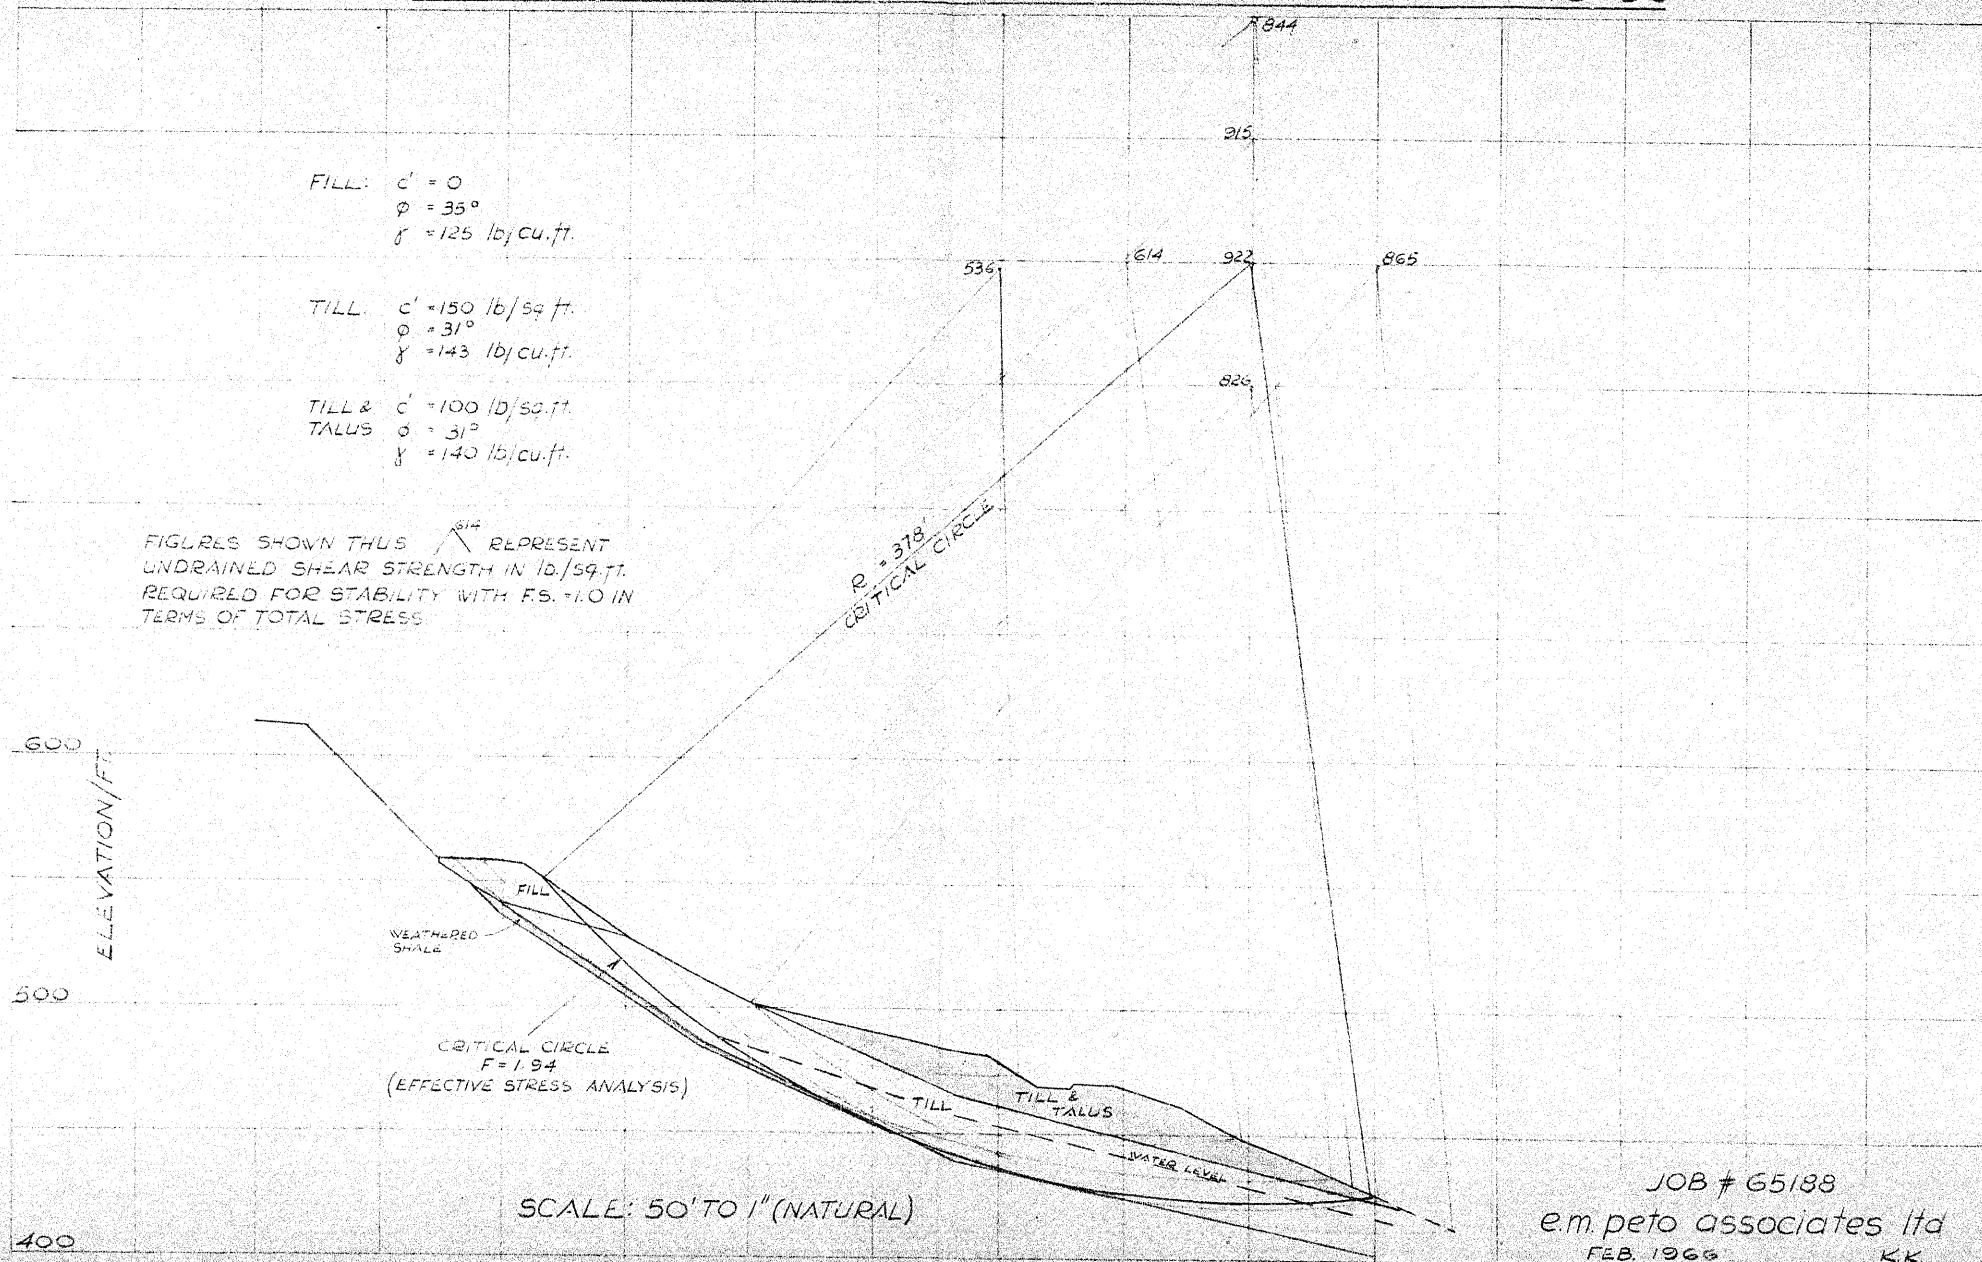 844
915
FILL: c' = 0
φ = 35°
γ = 125 lb/cu.ft.
536
614
922
865
TILL. c' = 150 lb/sq ft.
φ = 31°
γ = 143 lb/cu.ft.
826
TILL & c' = 100 lb/sq.ft.
TALUS φ = 31°
γ = 140 lb/cu.ft.
614
FIGURES SHOWN THUS REPRESENT
UNDRAINED SHEAR STRENGTH IN lb./sq.ft.
REQUIRED FOR STABILITY WITH F.S. = 1.0 IN
TERMS OF TOTAL STRESS
R = 378'
CRITICAL CIRCLE
600
ELEVATION/FT.
FILL
WEATHERED
SHALE
500
CRITICAL CIRCLE
F = 1.94
(EFFECTIVE STRESS ANALYSIS)
TILL
TILL &
TALUS
WATER LEVEL
SCALE: 50' TO 1" (NATURAL)
400
JOB # 65188
e.m. peto associates ltd
FEB. 1966 K.K.